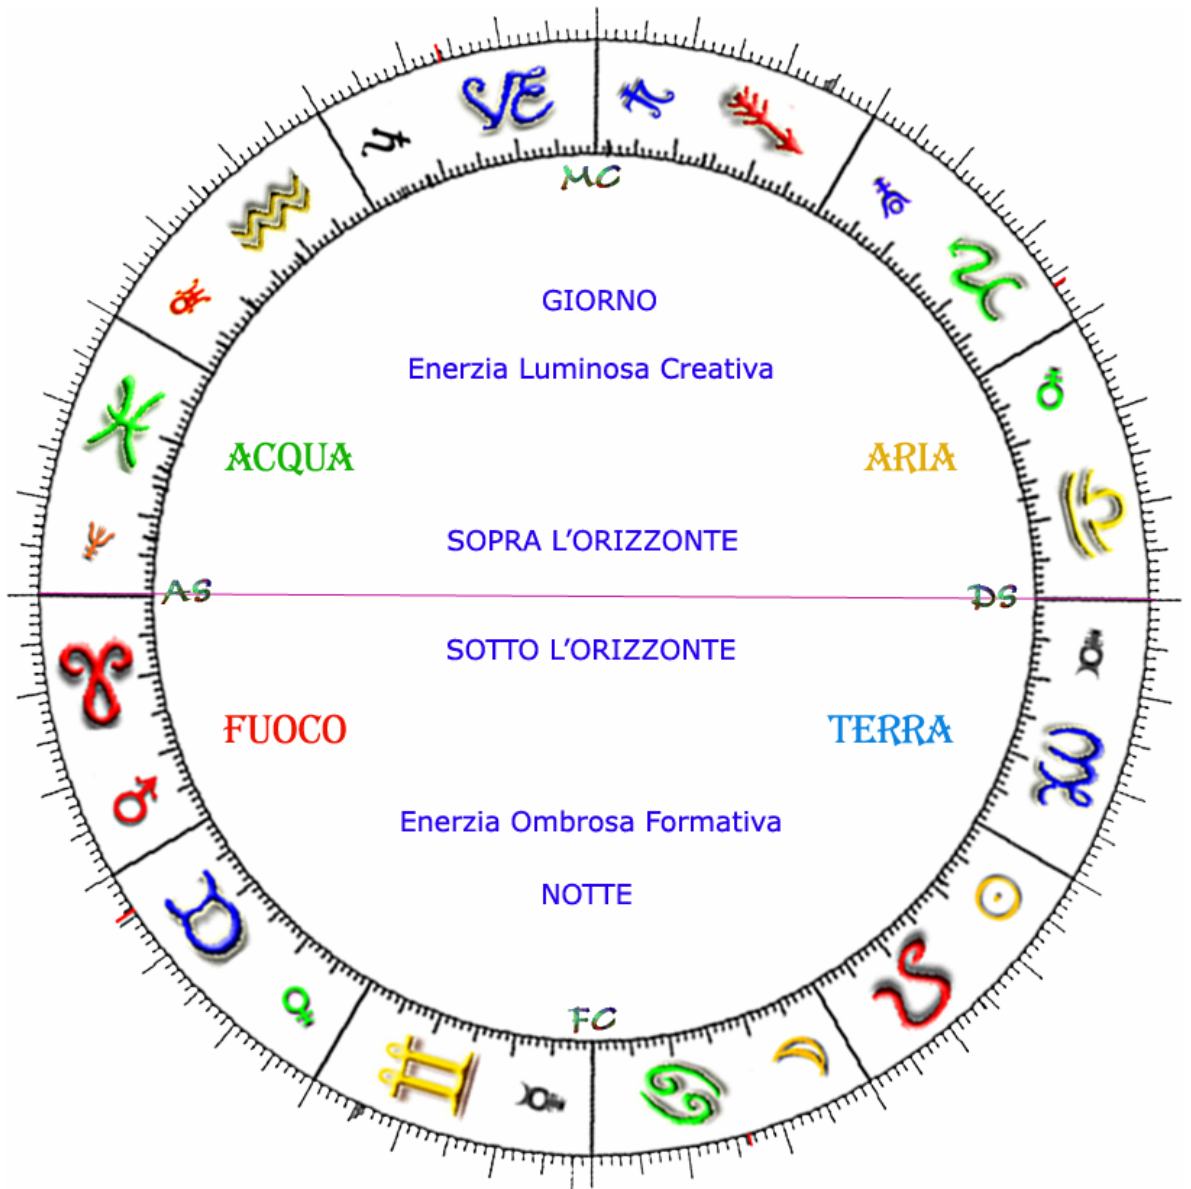 MC
GIORNO
Enerzia Luminosa Creativa
ACQUA
ARIA
SOPRA L'ORIZZONTE
AS
DS
SOTTO L'ORIZZONTE
FUOCO
TERRA
Enerzia Ombrosa Formativa
NOTTE
FC